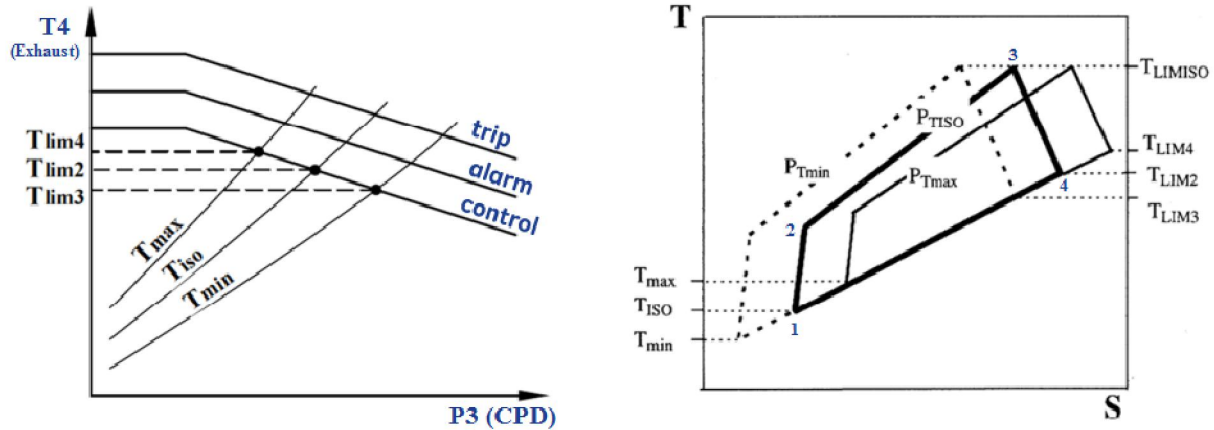 T4
(Exhaust)
Tlim4
Tlim2
Tlim3
Tmax
Tiso
Tmin
trip
alarm
control
P3 (CPD)
T
3
TLIMISO
PTISO
PTmin
PTmax
TLIM4
TLIM2
4
TLIM3
2
Tmax
TISO
1
Tmin
S